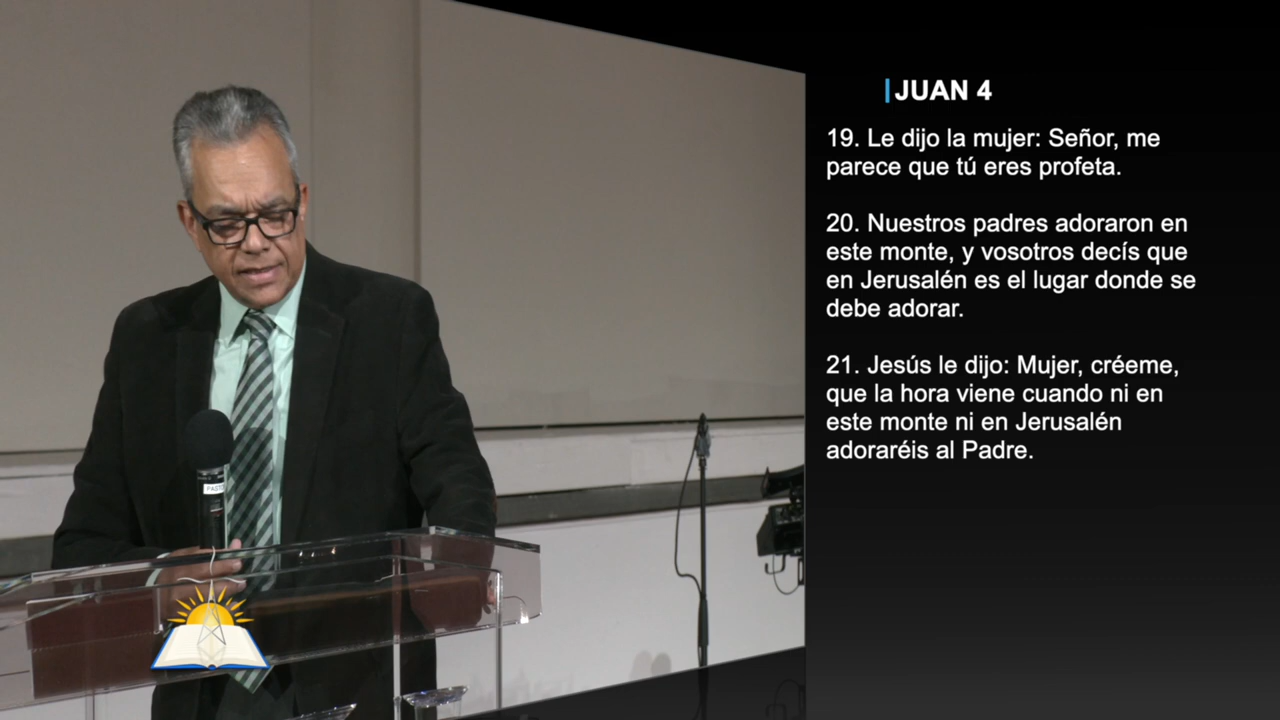 JUAN 4
19. Le dijo la mujer: Señor, me
parece que tú eres profeta.
20. Nuestros padres adoraron en
este monte, y vosotros decís que
en Jerusalén es el lugar donde se
debe adorar.
21. Jesús le dijo: Mujer, créeme,
que la hora viene cuando ni en
este monte ni en Jerusalén
adoraréis al Padre.